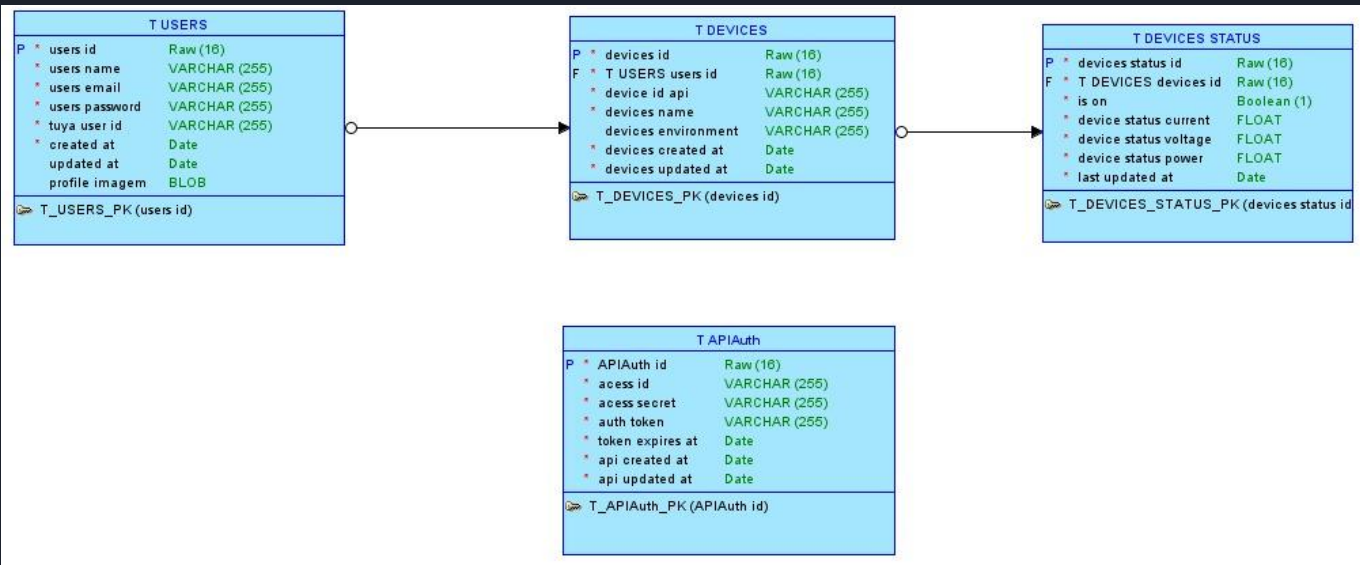 T USERS
P * users id Raw (16)
* users name VARCHAR (255)
* users email VARCHAR (255)
* users password VARCHAR (255)
* tuya user id VARCHAR (255)
* created at Date
updated at Date
profile imagem BLOB
T_USERS_PK (users id)
T DEVICES
P * devices id Raw (16)
F * T USERS users id Raw (16)
* device id api VARCHAR (255)
* devices name VARCHAR (255)
devices environment VARCHAR (255)
* devices created at Date
* devices updated at Date
T_DEVICES_PK (devices id)
T DEVICES STATUS
P * devices status id Raw (16)
F * T DEVICES devices id Raw (16)
* is on Boolean (1)
* device status current FLOAT
* device status voltage FLOAT
* device status power FLOAT
* last updated at Date
T_DEVICES_STATUS_PK (devices status id
T APIAuth
P * APIAuth id Raw (16)
* acess id VARCHAR (255)
* acess secret VARCHAR (255)
* auth token VARCHAR (255)
* token expires at Date
* api created at Date
* api updated at Date
T_APIAuth_PK (APIAuth id)